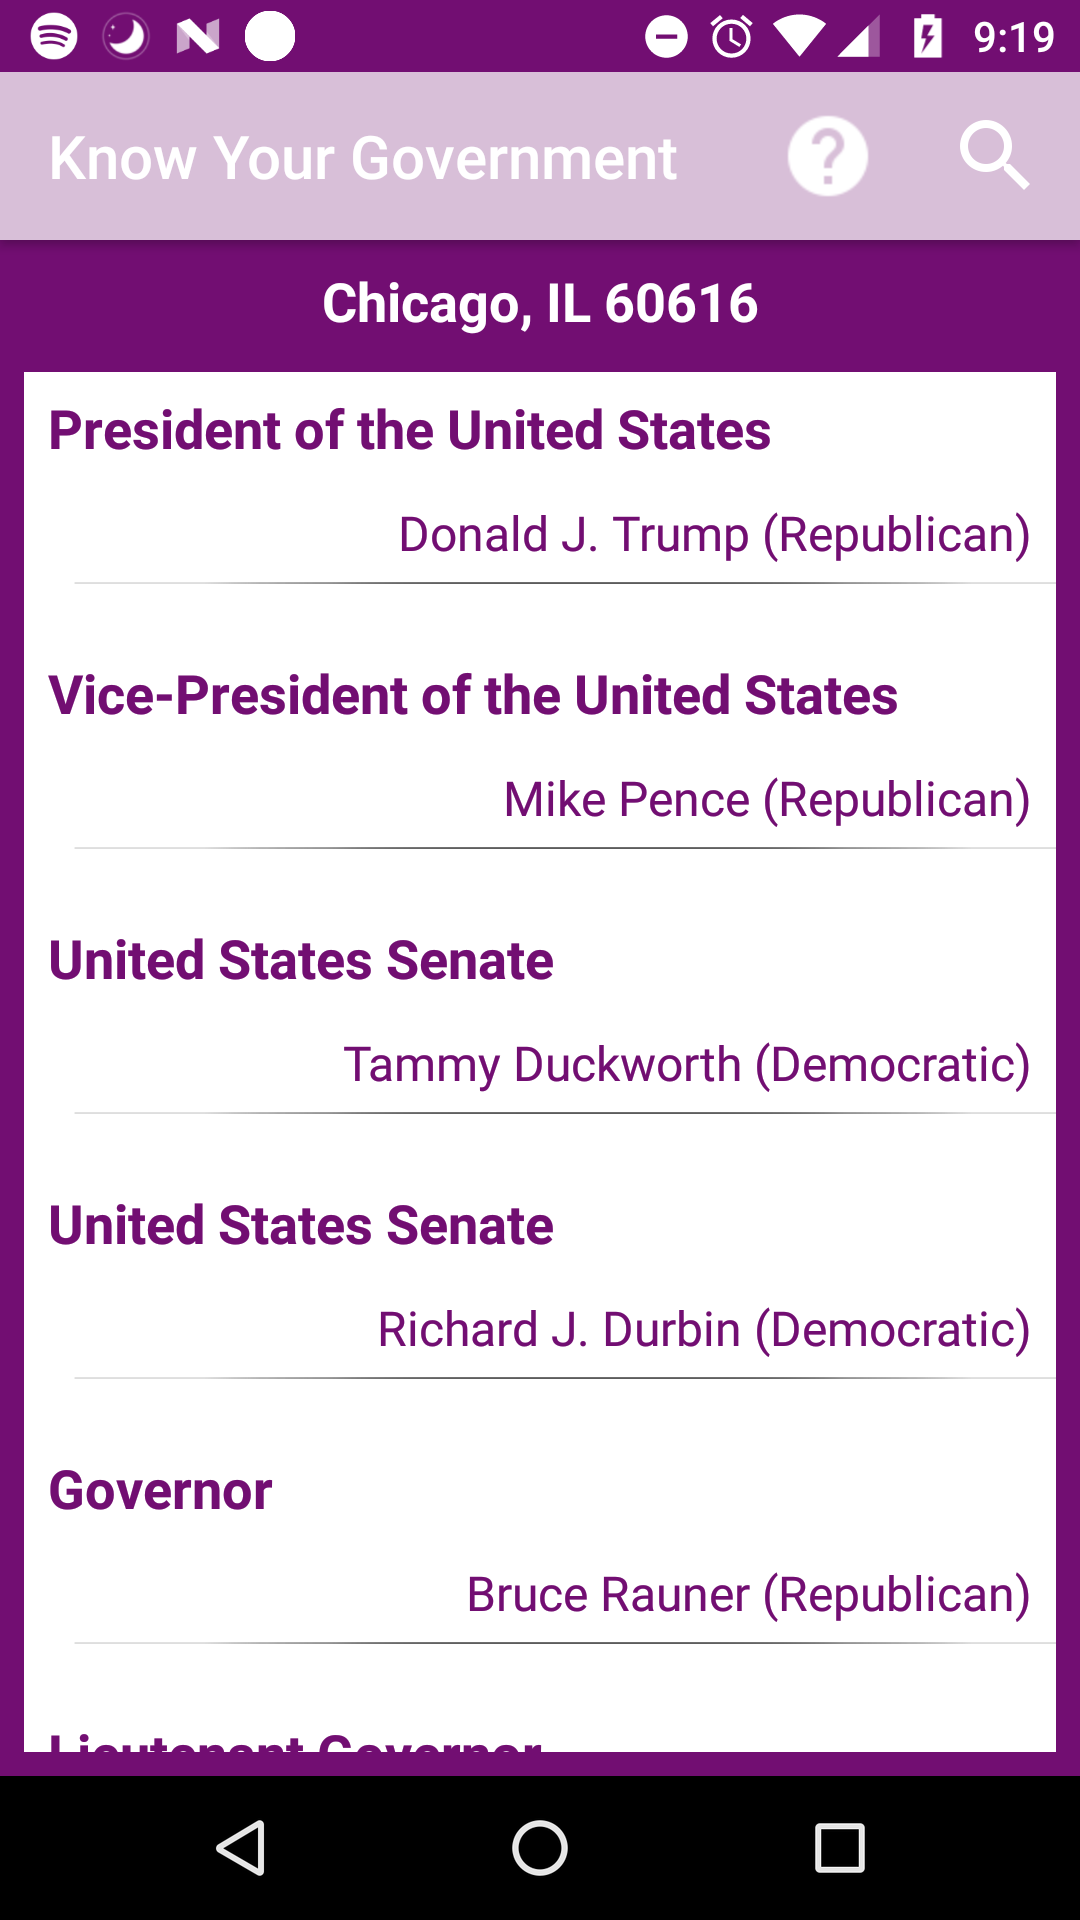 9:19
Know Your Government
Chicago, IL 60616
President of the United States
Donald J. Trump (Republican)
Vice-President of the United States
Mike Pence (Republican)
United States Senate
Tammy Duckworth (Democratic)
United States Senate
Richard J. Durbin (Democratic)
Governor
Bruce Rauner (Republican)
Lieutenant Governor